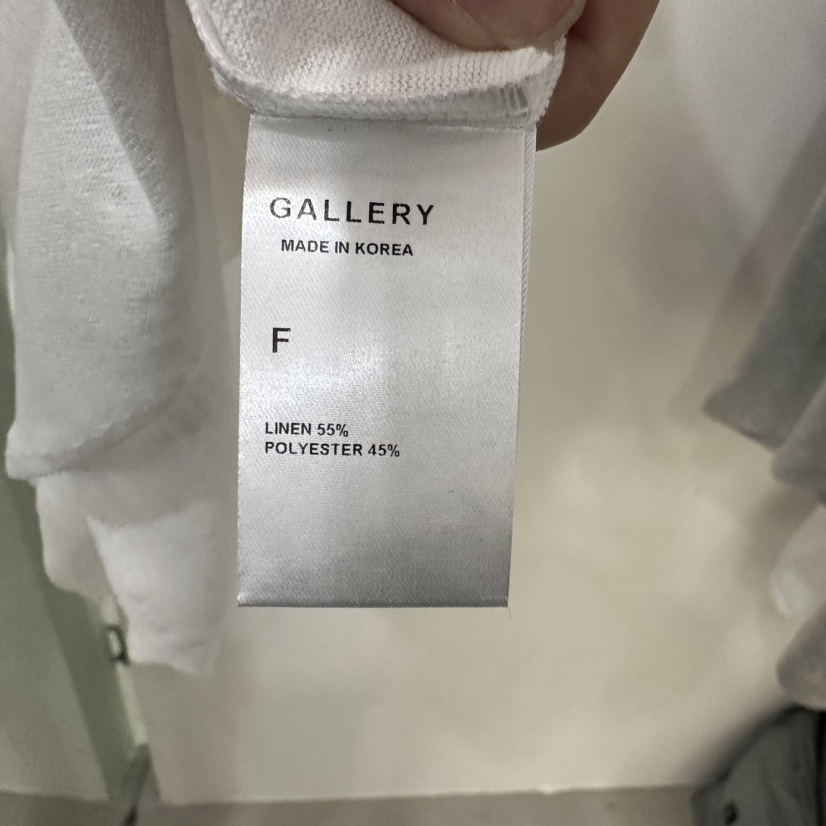 GALLERY
MADE IN KOREA
F
LINEN 55%
POLYESTER 45%